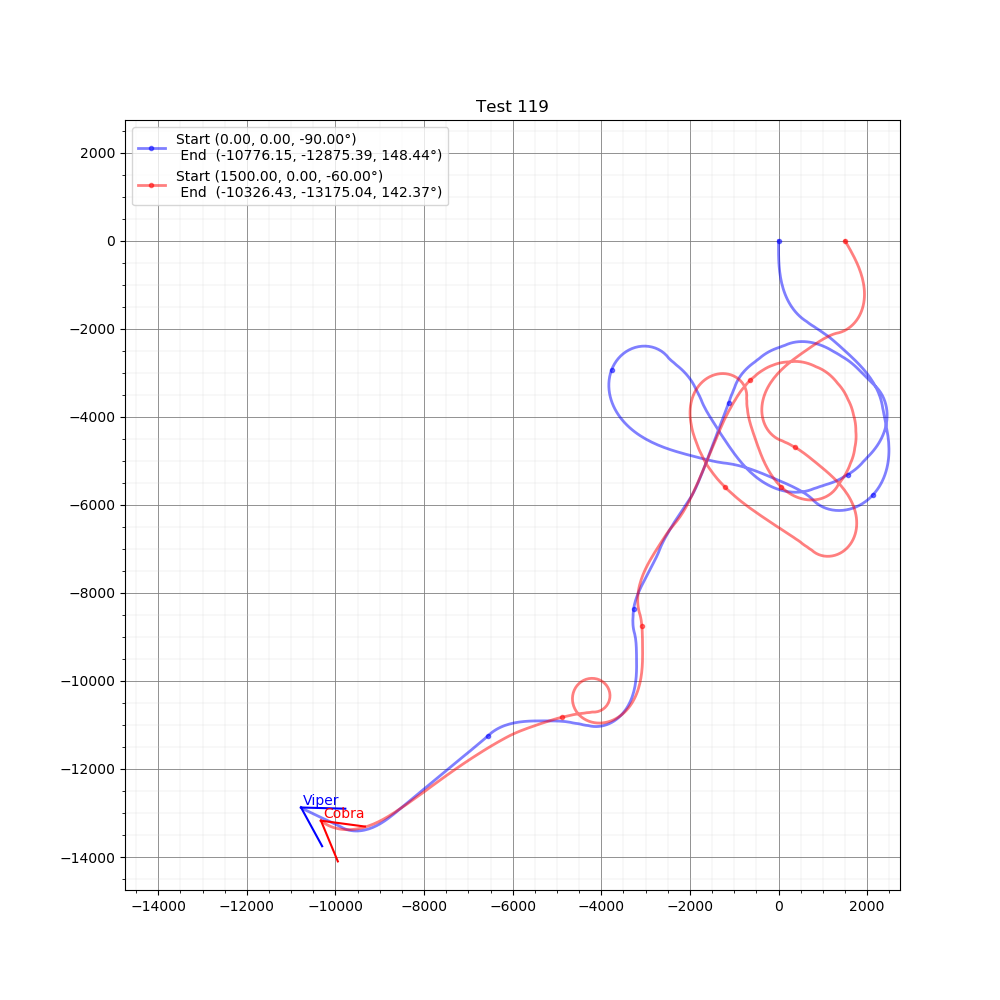 Test 119
Start (0.00, 0.00, -90.00°)
End (-10776.15, -12875.39, 148.44°)
Start (1500.00, 0.00, -60.00°)
End (-10326.43, -13175.04, 142.37°)
2000
0
−2000
−4000
−6000
−8000
−10000
−12000
−14000
Viper
Cobra
−14000 −12000 −10000 −8000 −6000 −4000 −2000 0 2000